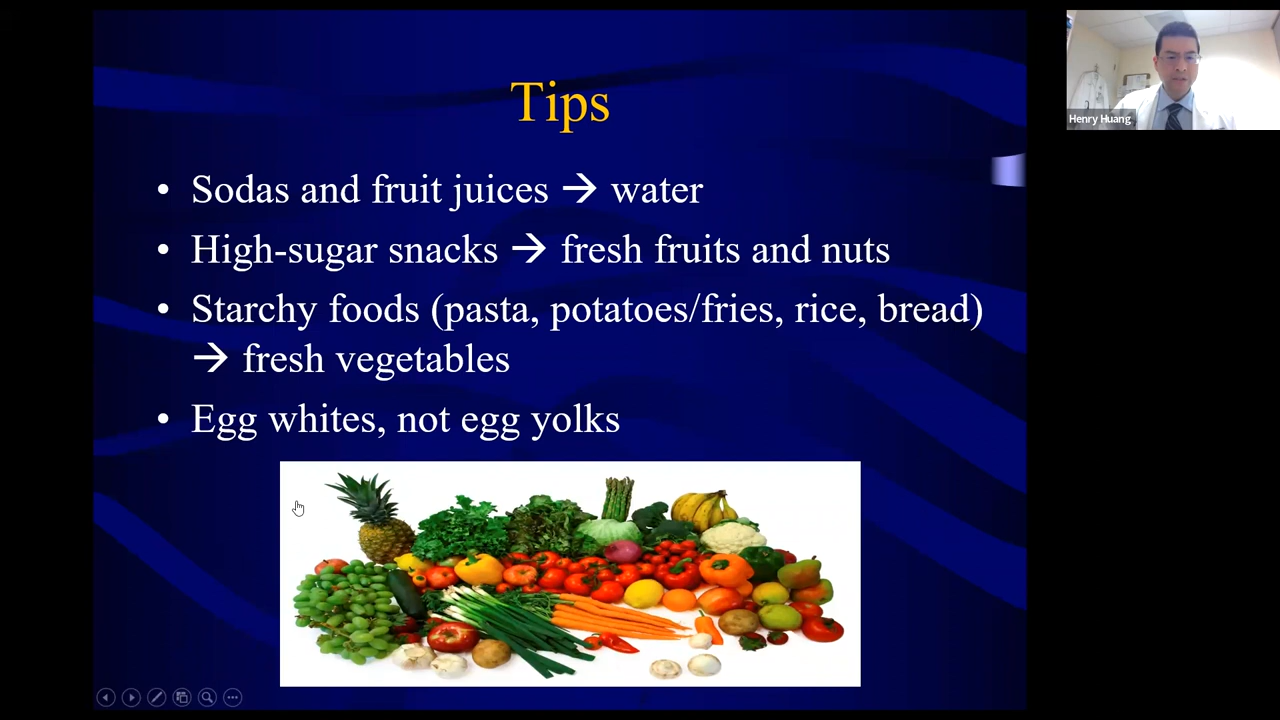 Tips
• Sodas and fruit juices → water
• High-sugar snacks → fresh fruits and nuts
• Starchy foods (pasta, potatoes/fries, rice, bread)
→ fresh vegetables
• Egg whites, not egg yolks
Henry Huang